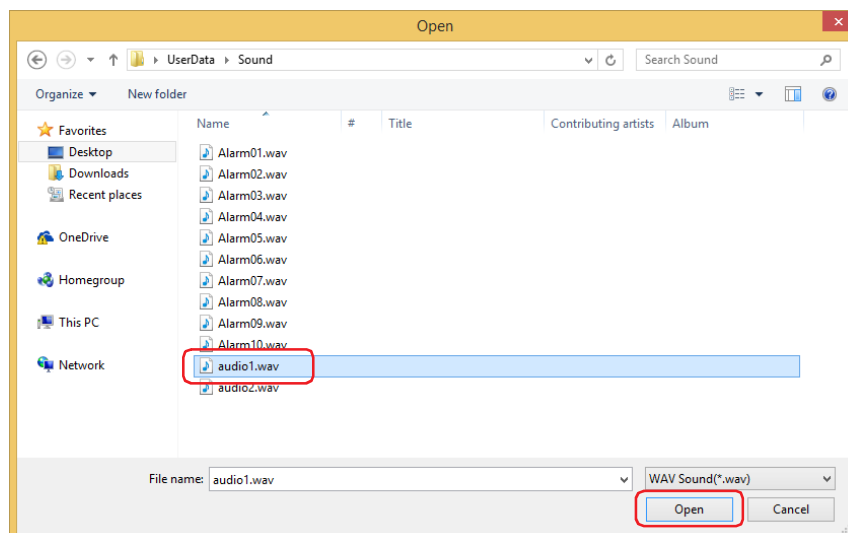 Open
UserData Sound
Search Sound
Organize New folder
Name # Title Contributing artists Album
Favorites
Desktop
Downloads
Recent places
OneDrive
Homegroup
This PC
Network
Alarm01.wav
Alarm02.wav
Alarm03.wav
Alarm04.wav
Alarm05.wav
Alarm06.wav
Alarm07.wav
Alarm08.wav
Alarm09.wav
Alarm10.wav
audio1.wav
audio2.wav
File name: audio1.wav WAV Sound(*.wav)
Open Cancel